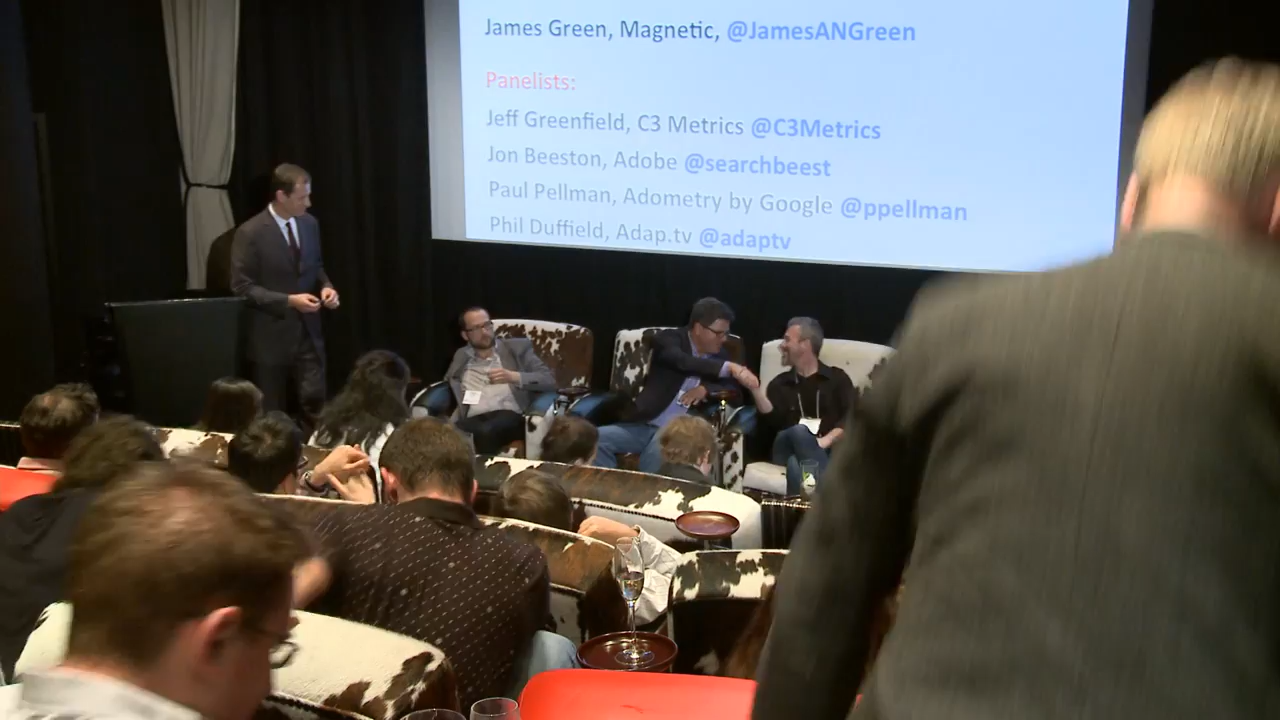 James Green, Magnetic, @JamesANGreen
Panelists:
Jeff Greenfield, C3 Metrics @C3Metrics
Jon Beeston, Adobe @searchbeest
Paul Pellman, Adometry by Google @ppellman
Phil Duffield, Adap.tv @adaptv